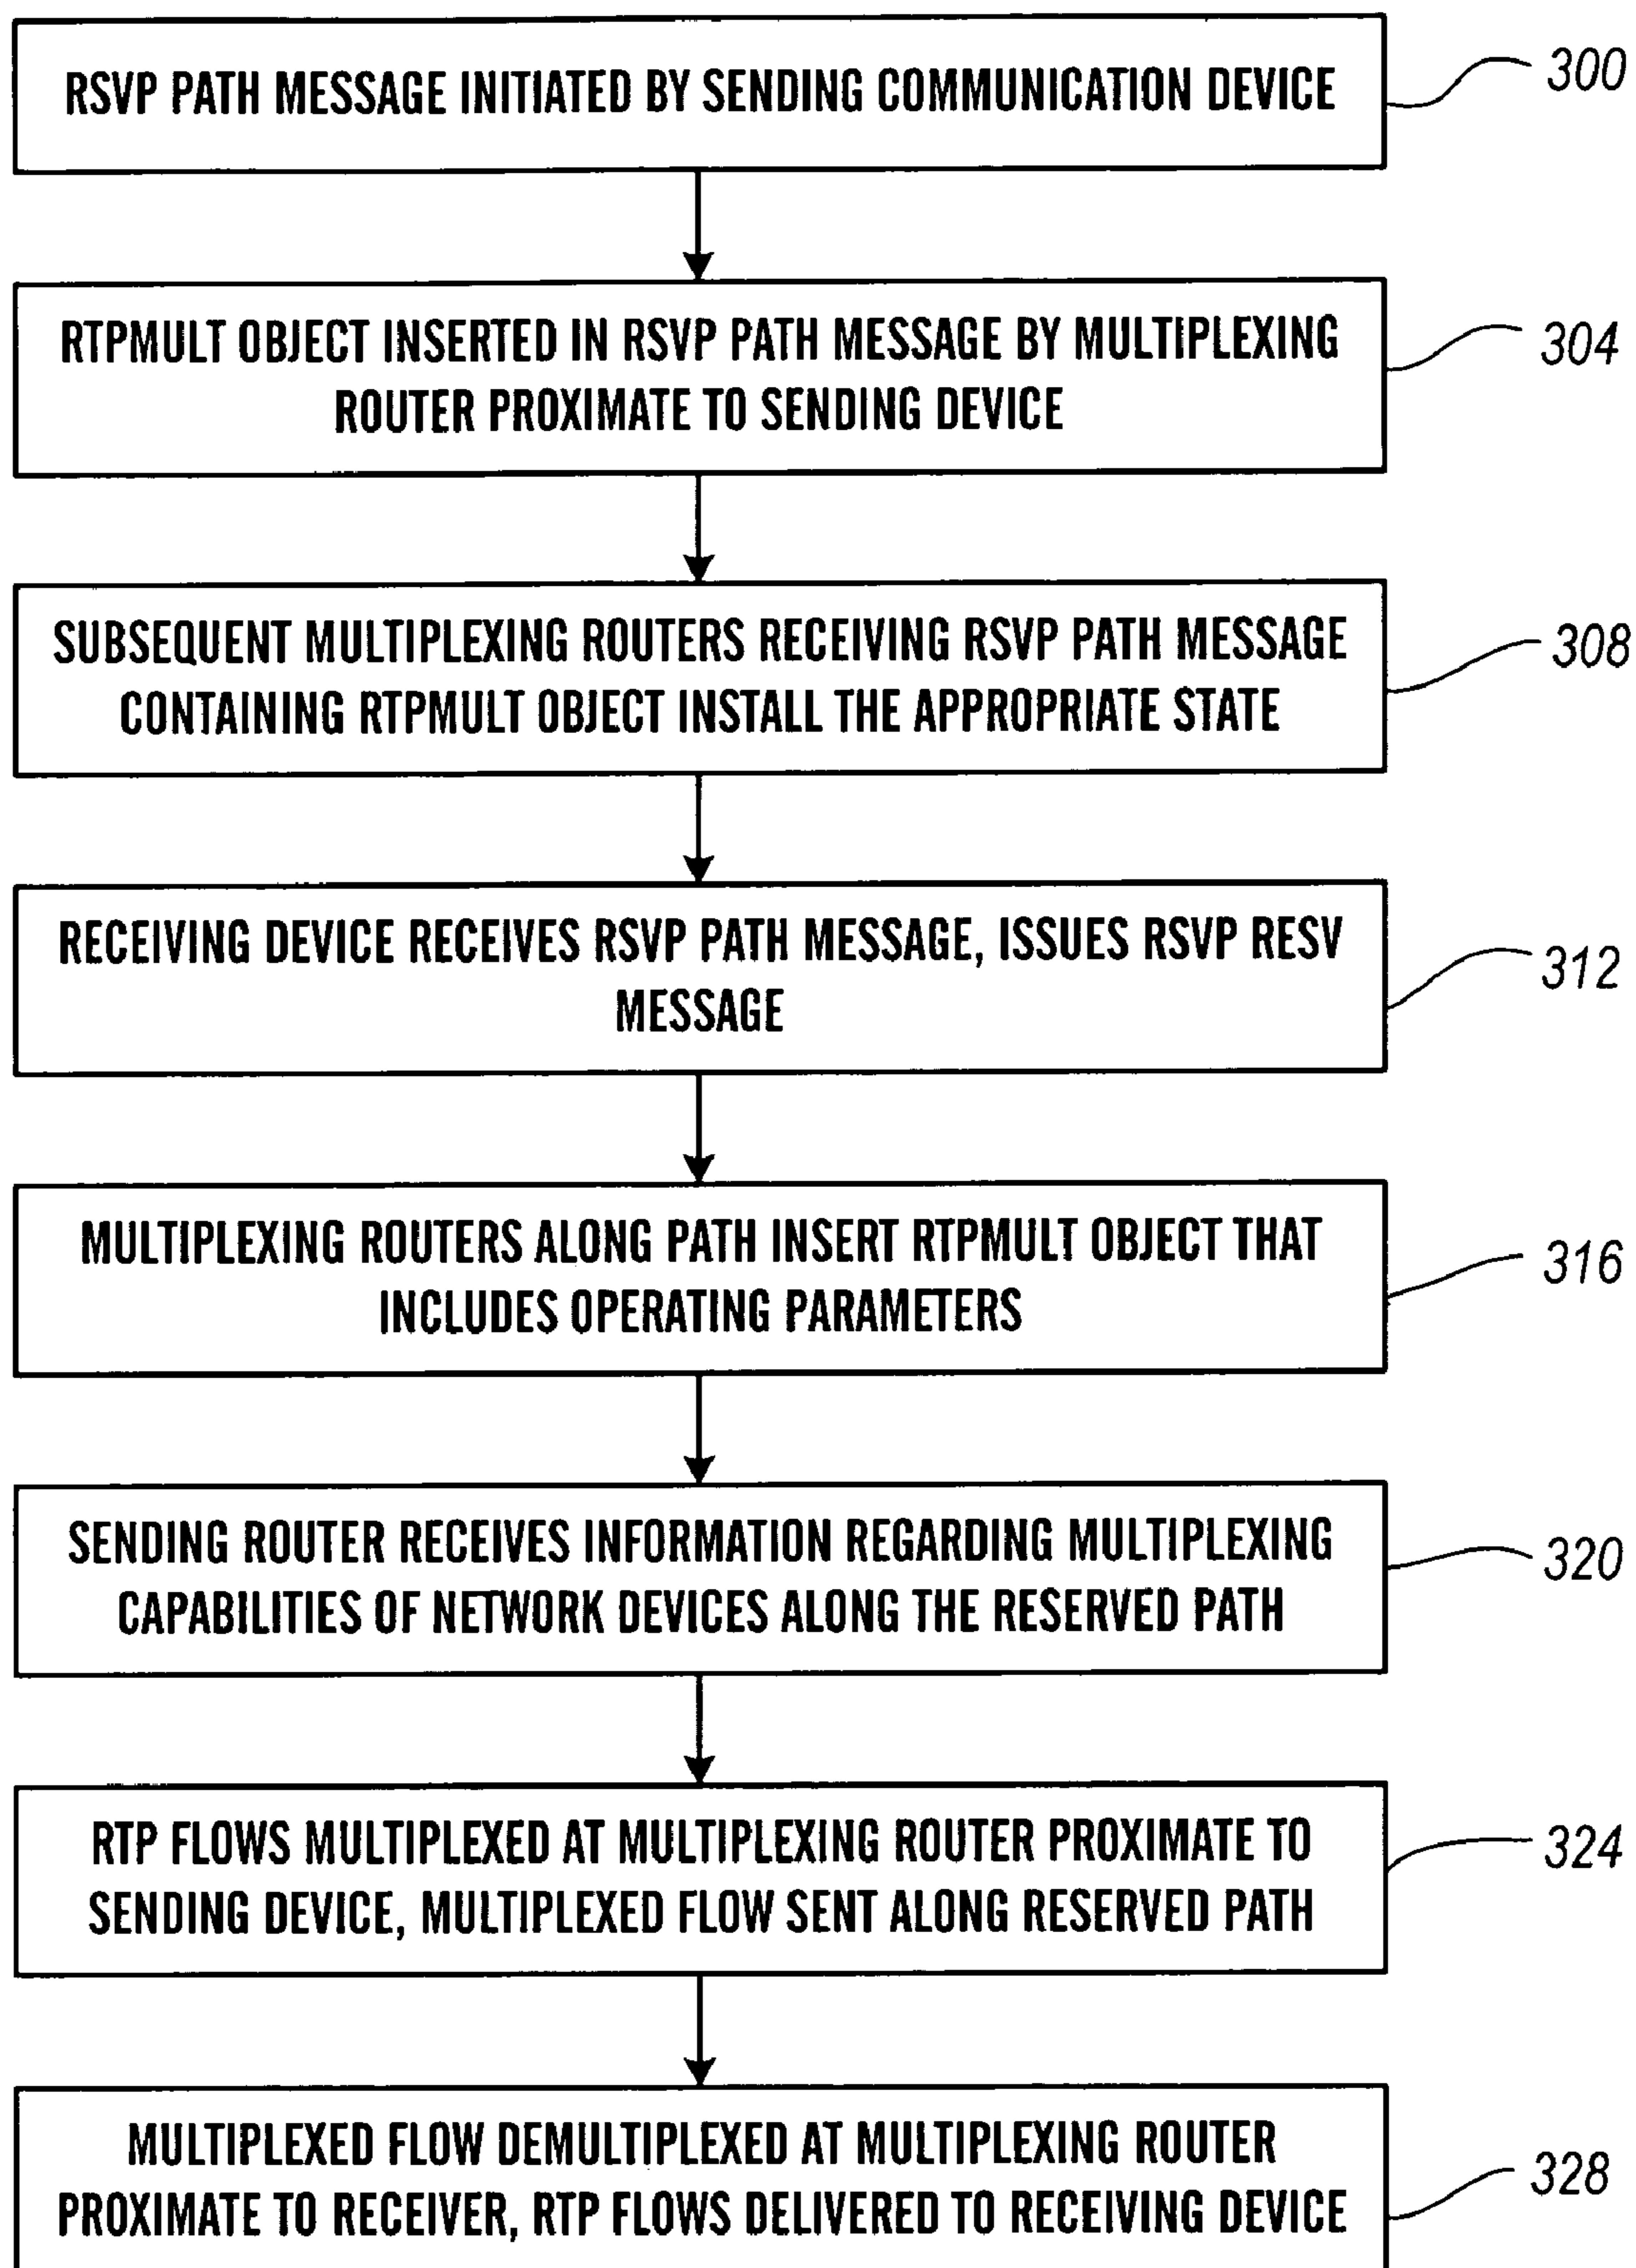 RSVP PATH MESSAGE INITIATED BY SENDING COMMUNICATION DEVICE
300
RTPMULT OBJECT INSERTED IN RSVP PATH MESSAGE BY MULTIPLEXING
ROUTER PROXIMATE TO SENDING DEVICE
304
SUBSEQUENT MULTIPLEXING ROUTERS RECEIVING RSVP PATH MESSAGE
CONTAINING RTPMULT OBJECT INSTALL THE APPROPRIATE STATE
308
RECEIVING DEVICE RECEIVES RSVP PATH MESSAGE, ISSUES RSVP RESV
MESSAGE
312
MULTIPLEXING ROUTERS ALONG PATH INSERT RTPMULT OBJECT THAT
INCLUDES OPERATING PARAMETERS
316
SENDING ROUTER RECEIVES INFORMATION REGARDING MULTIPLEXING
CAPABILITIES OF NETWORK DEVICES ALONG THE RESERVED PATH
320
RTP FLOWS MULTIPLEXED AT MULTIPLEXING ROUTER PROXIMATE TO
SENDING DEVICE, MULTIPLEXED FLOW SENT ALONG RESERVED PATH
324
MULTIPLEXED FLOW DEMULTIPLEXED AT MULTIPLEXING ROUTER
PROXIMATE TO RECEIVER, RTP FLOWS DELIVERED TO RECEIVING DEVICE
328